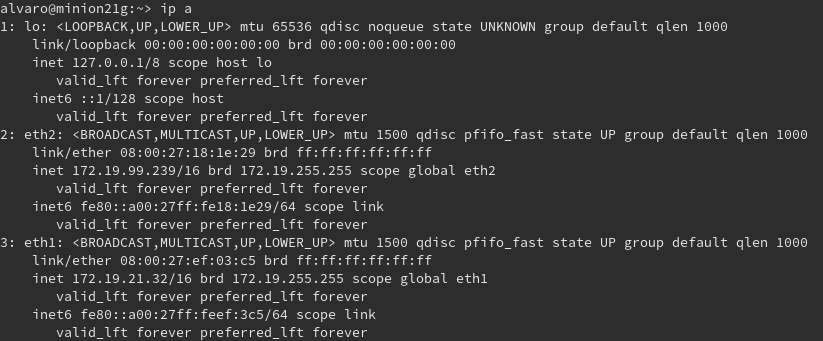 alvaro@minion21g:~> ip a
1: lo: <LOOPBACK,UP,LOWER_UP> mtu 65536 qdisc noqueue state UNKNOWN group default qlen 1000
    link/loopback 00:00:00:00:00:00 brd 00:00:00:00:00:00
    inet 127.0.0.1/8 scope host lo
       valid_lft forever preferred_lft forever
    inet6 ::1/128 scope host
       valid_lft forever preferred_lft forever
2: eth2: <BROADCAST,MULTICAST,UP,LOWER_UP> mtu 1500 qdisc pfifo_fast state UP group default qlen 1000
    link/ether 08:00:27:18:1e:29 brd ff:ff:ff:ff:ff:ff
    inet 172.19.99.239/16 brd 172.19.255.255 scope global eth2
       valid_lft forever preferred_lft forever
    inet6 fe80::a00:27ff:fe18:1e29/64 scope link
       valid_lft forever preferred_lft forever
3: eth1: <BROADCAST,MULTICAST,UP,LOWER_UP> mtu 1500 qdisc pfifo_fast state UP group default qlen 1000
    link/ether 08:00:27:ef:03:c5 brd ff:ff:ff:ff:ff:ff
    inet 172.19.21.32/16 brd 172.19.255.255 scope global eth1
       valid_lft forever preferred_lft forever
    inet6 fe80::a00:27ff:feef:3c5/64 scope link
       valid_lft forever preferred_lft forever